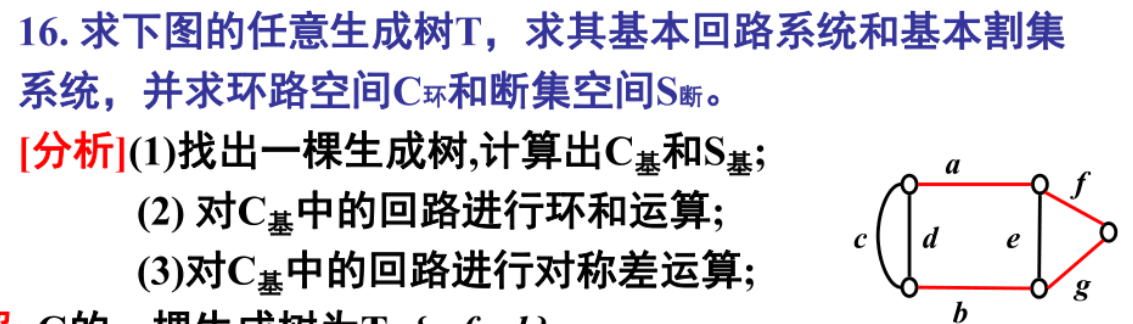 16. 求下图的任意生成树T，求其基本回路系统和基本割集
系统，并求环路空间C环和断集空间S断。
[分析](1)找出一棵生成树,计算出C基和S基;
(2) 对C基中的回路进行环和运算;
(3)对C基中的回路进行对称差运算;
a
f
c
d
e
g
b